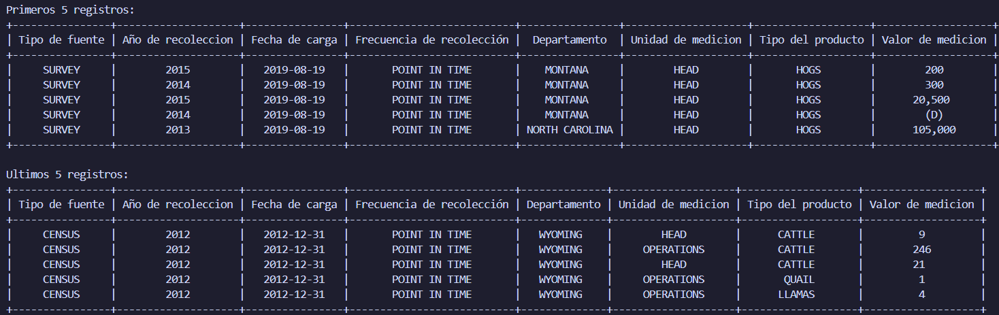 Primeros 5 registros:
+----------------+--------------------+----------------+---------------------------+----------------+--------------------+-------------------+-------------------+
| Tipo de fuente | Año de recoleccion | Fecha de carga | Frecuencia de recolección |  Departamento  | Unidad de medicion | Tipo del producto | Valor de medicion |
+----------------+--------------------+----------------+---------------------------+----------------+--------------------+-------------------+-------------------+
|     SURVEY     |        2015        |   2019-08-19   |       POINT IN TIME       |    MONTANA     |        HEAD        |       HOGS        |        200        |
|     SURVEY     |        2014        |   2019-08-19   |       POINT IN TIME       |    MONTANA     |        HEAD        |       HOGS        |        300        |
|     SURVEY     |        2015        |   2019-08-19   |       POINT IN TIME       |    MONTANA     |        HEAD        |       HOGS        |      20,500       |
|     SURVEY     |        2014        |   2019-08-19   |       POINT IN TIME       |    MONTANA     |        HEAD        |       HOGS        |        (D)        |
|     SURVEY     |        2013        |   2019-08-19   |       POINT IN TIME       | NORTH CAROLINA |        HEAD        |       HOGS        |      105,000      |
+----------------+--------------------+----------------+---------------------------+----------------+--------------------+-------------------+-------------------+
Ultimos 5 registros:
+----------------+--------------------+----------------+---------------------------+--------------+--------------------+-------------------+-------------------+
| Tipo de fuente | Año de recoleccion | Fecha de carga | Frecuencia de recolección | Departamento | Unidad de medicion | Tipo del producto | Valor de medicion |
+----------------+--------------------+----------------+---------------------------+--------------+--------------------+-------------------+-------------------+
|     CENSUS     |        2012        |   2012-12-31   |       POINT IN TIME       |   WYOMING    |        HEAD        |      CATTLE       |         9         |
|     CENSUS     |        2012        |   2012-12-31   |       POINT IN TIME       |   WYOMING    |     OPERATIONS     |      CATTLE       |        246        |
|     CENSUS     |        2012        |   2012-12-31   |       POINT IN TIME       |   WYOMING    |        HEAD        |      CATTLE       |        21         |
|     CENSUS     |        2012        |   2012-12-31   |       POINT IN TIME       |   WYOMING    |     OPERATIONS     |       QUAIL       |         1         |
|     CENSUS     |        2012        |   2012-12-31   |       POINT IN TIME       |   WYOMING    |     OPERATIONS     |      LLAMAS       |         4         |
+----------------+--------------------+----------------+---------------------------+--------------+--------------------+-------------------+-------------------+